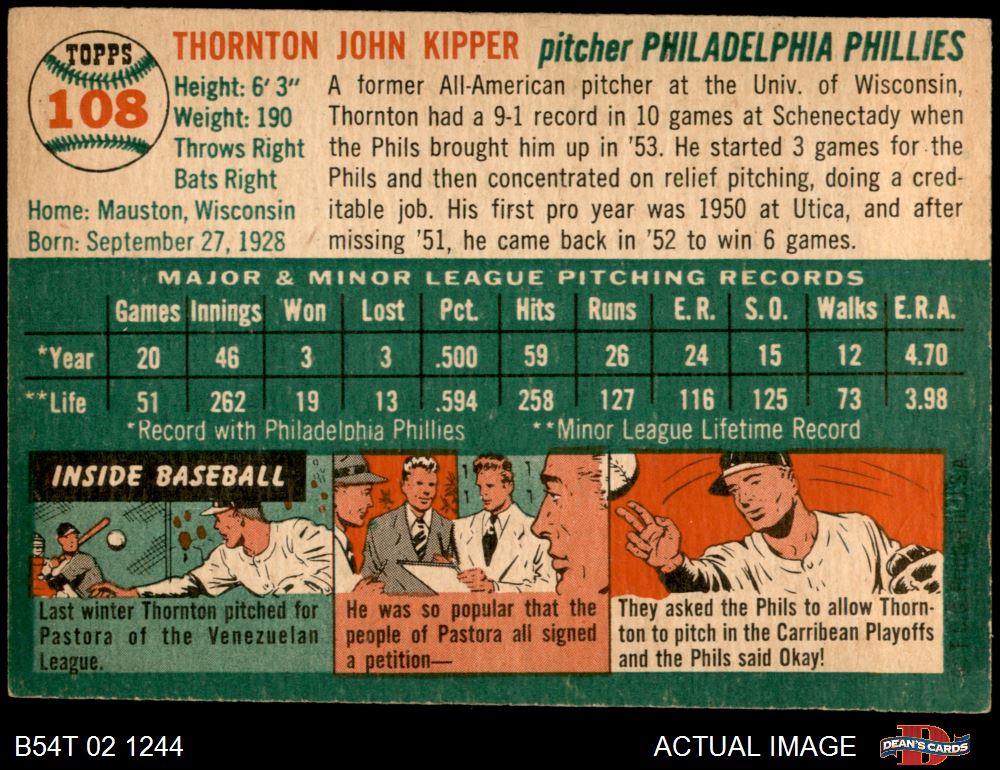 TOPPS
108
THORNTON JOHN KIPPER pitcher PHILADELPHIA PHILLIES
Height: 6' 3"
Weight: 190
Throws Right
Bats Right
Home: Mauston, Wisconsin
Born: September 27, 1928
A former All-American pitcher at the Univ. of Wisconsin,
Thornton had a 9-1 record in 10 games at Schenectady when
the Phils brought him up in '53. He started 3 games for the
Phils and then concentrated on relief pitching, doing a cred-
itable job. His first pro year was 1950 at Utica, and after
missing '51, he came back in '52 to win 6 games.
MAJOR & MINOR LEAGUE PITCHING RECORDS
Games Innings Won Lost Pct. Hits Runs E.R. S.O. Walks E.R.A.
*Year 20 46 3 3 .500 59 26 24 15 12 4.70
**Life 51 262 19 13 .594 258 127 116 125 73 3.98
*Record with Philadelphia Phillies **Minor League Lifetime Record
INSIDE BASEBALL
Last winter Thornton pitched for
Pastora of the Venezuelan
League.
He was so popular that the
people of Pastora all signed
a petition—
They asked the Phils to allow Thorn-
ton to pitch in the Carribean Playoffs
and the Phils said Okay!
B54T 02 1244
ACTUAL IMAGE
DEAN'S CARDS